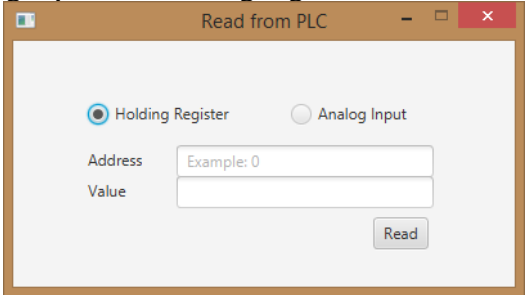 Read from PLC
Holding Register Analog Input
Address Example: 0
Value
Read